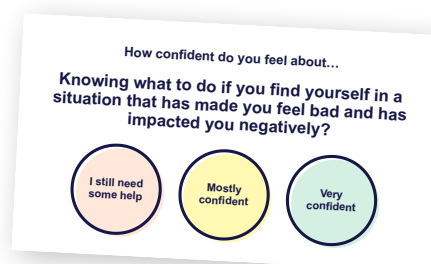 How confident do you feel about…
Knowing what to do if you find yourself in a
situation that has made you feel bad and has
impacted you negatively?
I still need
some help
Mostly
confident
Very
confident